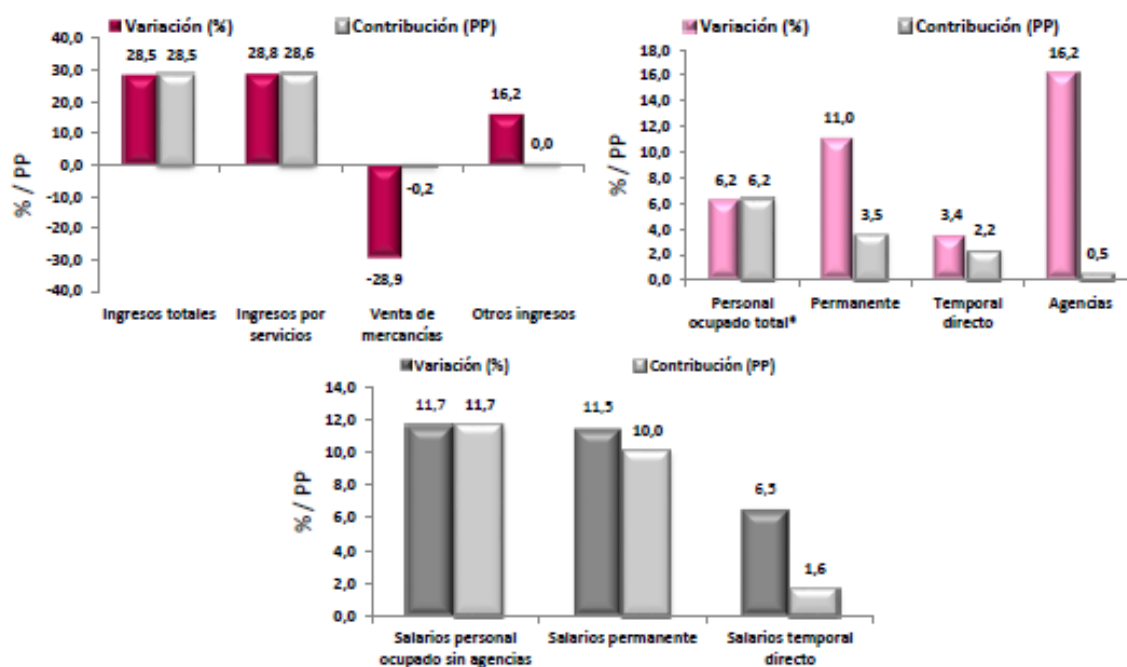 Variación (%) Contribución (PP)
40,0
30,0
20,0
10,0
0,0
-10,0
-20,0
-30,0
-40,0
% / PP
28,5 28,5
28,8 28,6
-28,9
-0,2
16,2
0,0
Ingresos totales
Ingresos por
servicios
Venta de
mercancías
Otros ingresos
Variación (%) Contribución (PP)
18,0
16,0
14,0
12,0
10,0
8,0
6,0
4,0
2,0
0,0
% / PP
6,2 6,2
11,0
3,5
3,4
2,2
16,2
0,5
Personal
ocupado total*
Permanente
Temporal
directo
Agencias
Variación (%) Contribución (PP)
14,0
12,0
10,0
8,0
6,0
4,0
2,0
0,0
% / PP
11,7 11,7
11,5
10,0
6,5
1,6
Salarios personal
ocupado sin agencias
Salarios permanente
Salarios temporal
directo